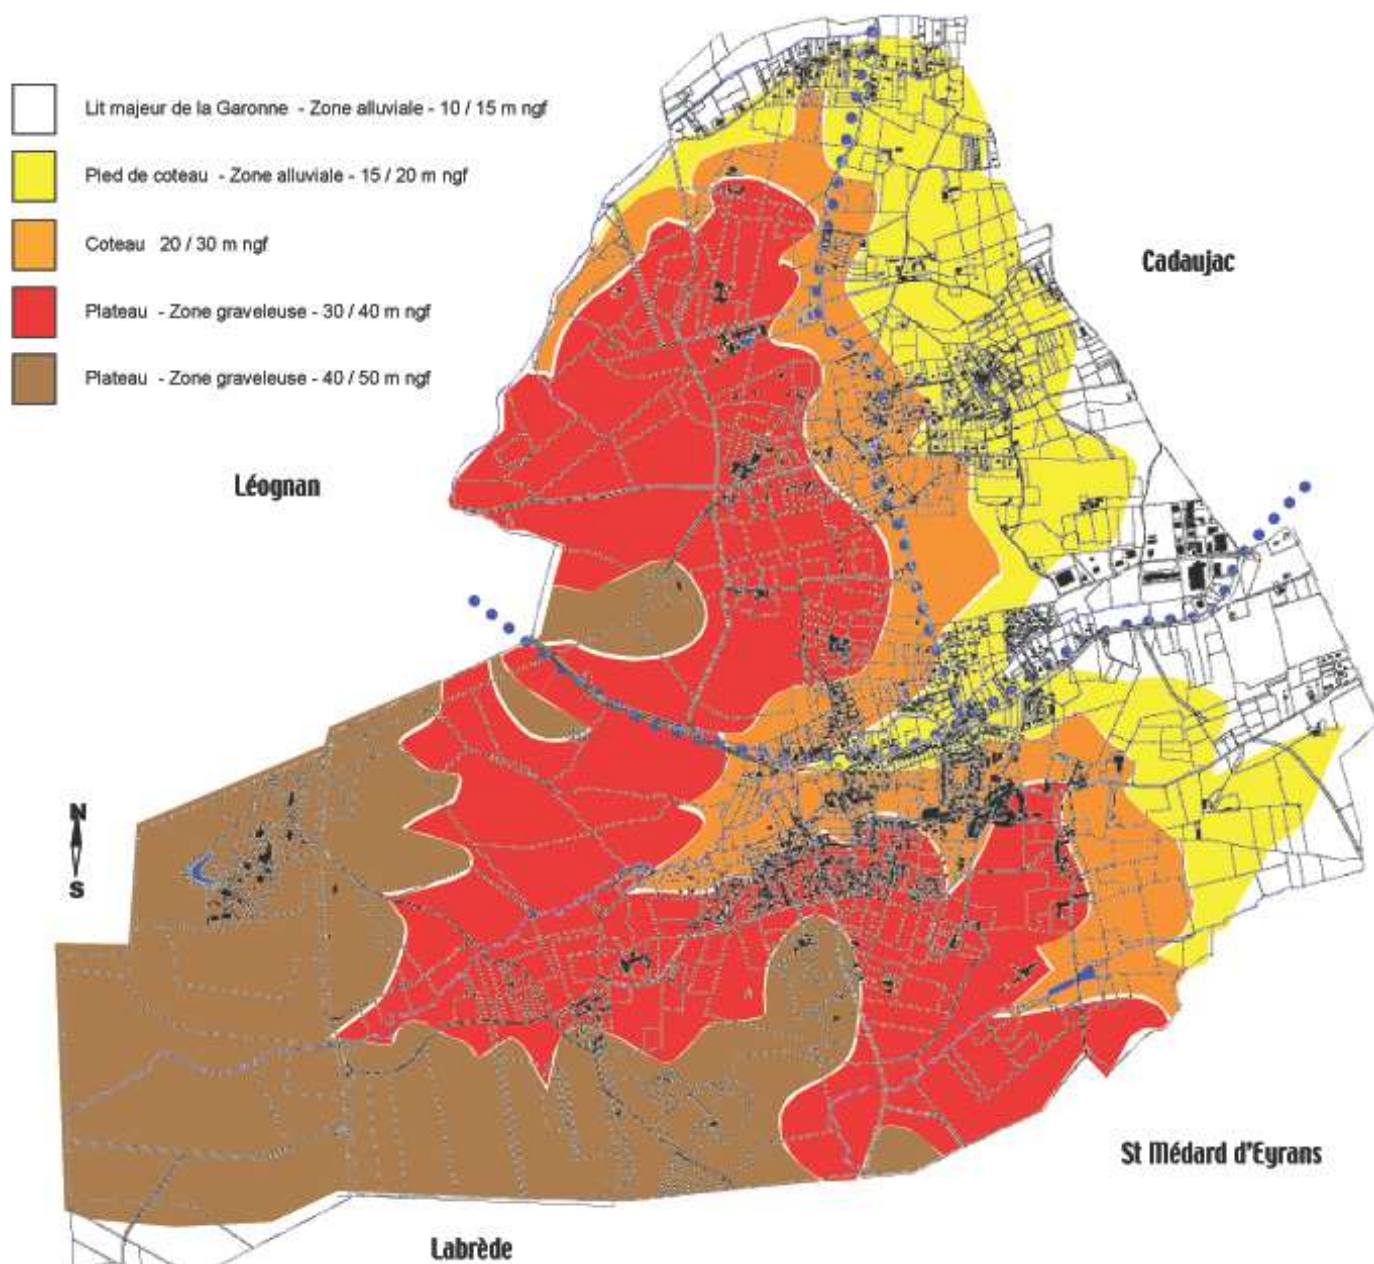 Lit majeur de la Garonne - Zone alluviale - 10 / 15 m ngf
Pied de coteau - Zone alluviale - 15 / 20 m ngf
Coteau 20 / 30 m ngf
Plateau - Zone graveleuse - 30 / 40 m ngf
Plateau - Zone graveleuse - 40 / 50 m ngf
Cadaujac
Léognan
N
S
St Médard d'Eyrans
Labrède